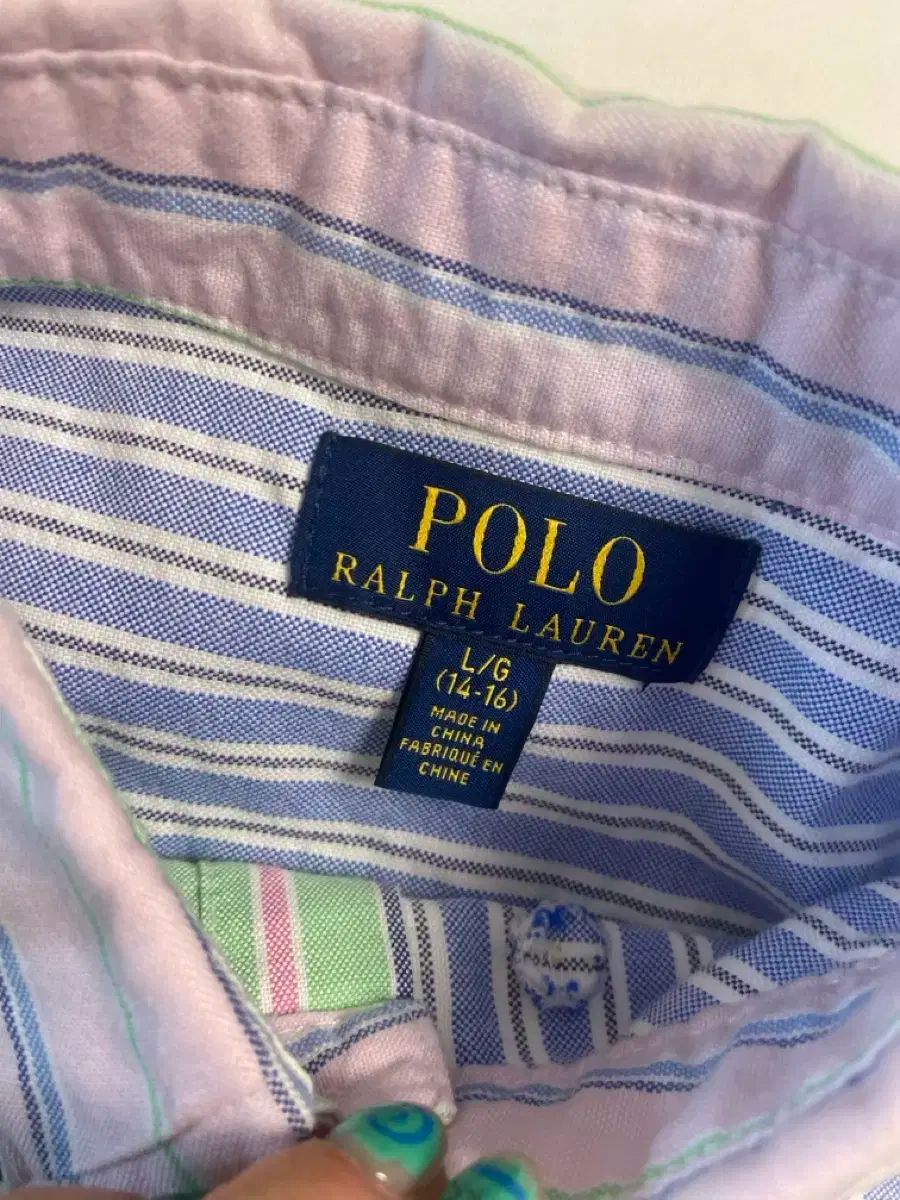 POLO
RALPH LAUREN
L/G
(14-16)
MADE IN
CHINA
FABRIQUÉ EN
CHINE